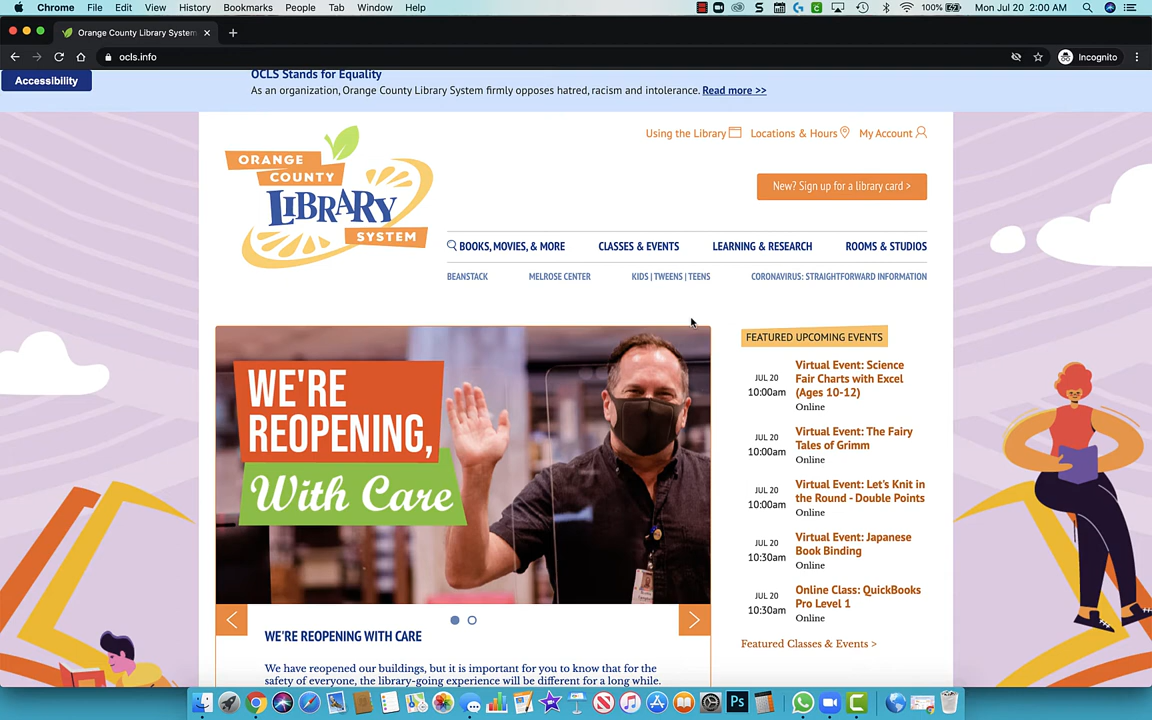 Chrome File Edit View History Bookmarks People Tab Window Help 100% Mon Jul 20 2:00 AM
Orange County Library System
ocls.info Incognito
Accessibility
OCLS Stands for Equality
As an organization, Orange County Library System firmly opposes hatred, racism and intolerance. Read more >>
Using the Library Locations & Hours My Account
ORANGE
COUNTY
LIBRARY
SYSTEM
New? Sign up for a library card >
BOOKS, MOVIES, & MORE CLASSES & EVENTS LEARNING & RESEARCH ROOMS & STUDIOS
BEANSTACK MELROSE CENTER KIDS | TWEENS | TEENS CORONAVIRUS: STRAIGHTFORWARD INFORMATION
WE'RE
REOPENING,
With Care
WE'RE REOPENING WITH CARE
We have reopened our buildings, but it is important for you to know that for the
safety of everyone, the library-going experience will be different for a long while.
FEATURED UPCOMING EVENTS
JUL 20
10:00am
Virtual Event: Science
Fair Charts with Excel
(Ages 10-12)
Online
JUL 20
10:00am
Virtual Event: The Fairy
Tales of Grimm
Online
JUL 20
10:00am
Virtual Event: Let's Knit in
the Round - Double Points
Online
JUL 20
10:30am
Virtual Event: Japanese
Book Binding
Online
JUL 20
10:30am
Online Class: QuickBooks
Pro Level 1
Online
Featured Classes & Events >
Ps